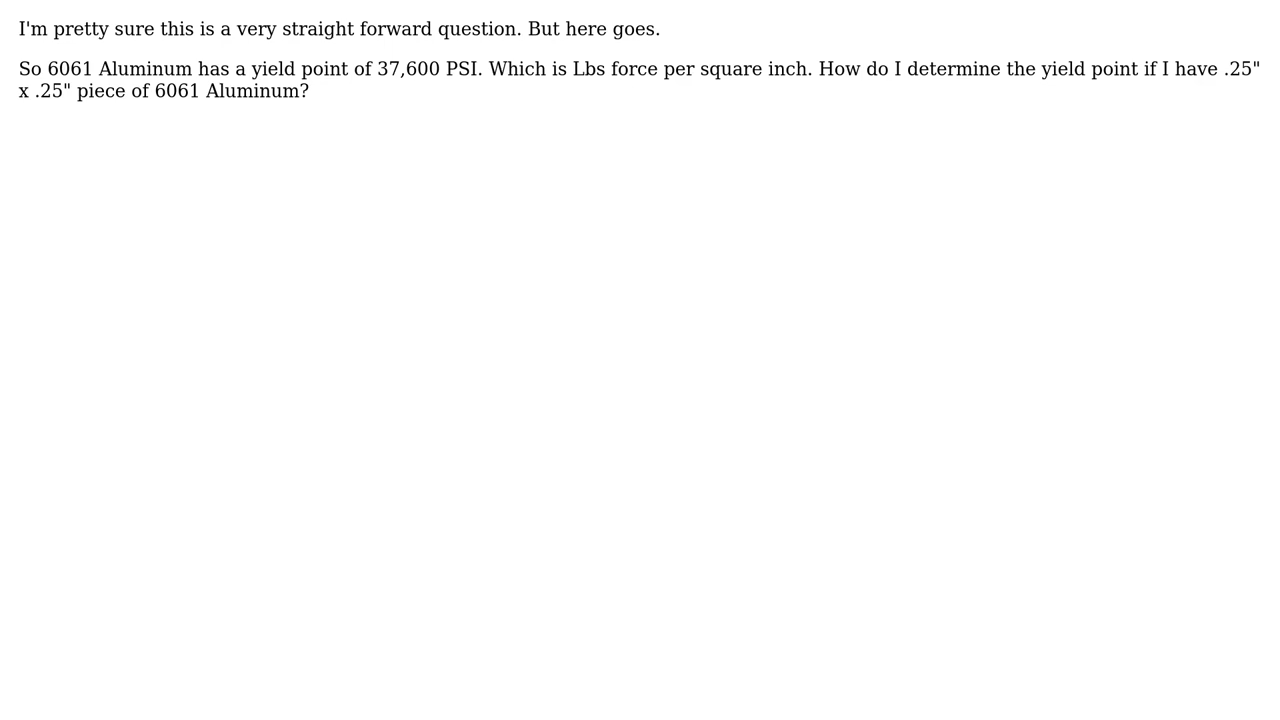 I'm pretty sure this is a very straight forward question. But here goes.
So 6061 Aluminum has a yield point of 37,600 PSI. Which is Lbs force per square inch. How do I determine the yield point if I have .25"
x .25" piece of 6061 Aluminum?